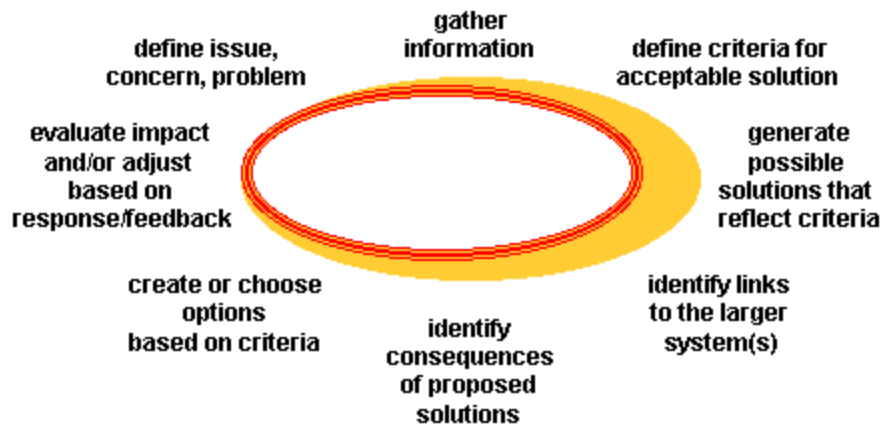 gather
information
define issue,
concern, problem
define criteria for
acceptable solution
evaluate impact
and/or adjust
based on
response/feedback
generate
possible
solutions that
reflect criteria
create or choose
options
based on criteria
identify
consequences
of proposed
solutions
identify links
to the larger
system(s)